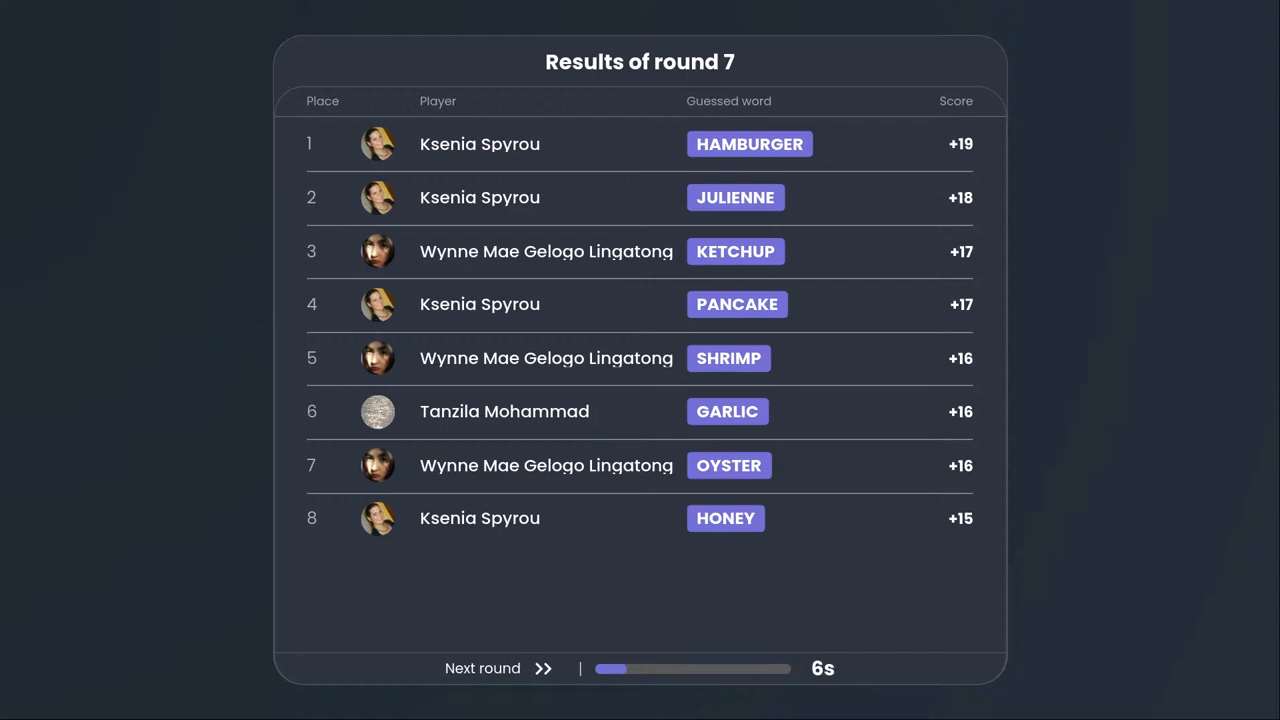 Results of round 7
Place Player Guessed word Score
1 Ksenia Spyrou HAMBURGER +19
2 Ksenia Spyrou JULIENNE +18
3 Wynne Mae Gelogo Lingatong KETCHUP +17
4 Ksenia Spyrou PANCAKE +17
5 Wynne Mae Gelogo Lingatong SHRIMP +16
6 Tanzila Mohammad GARLIC +16
7 Wynne Mae Gelogo Lingatong OYSTER +16
8 Ksenia Spyrou HONEY +15
Next round | 6s